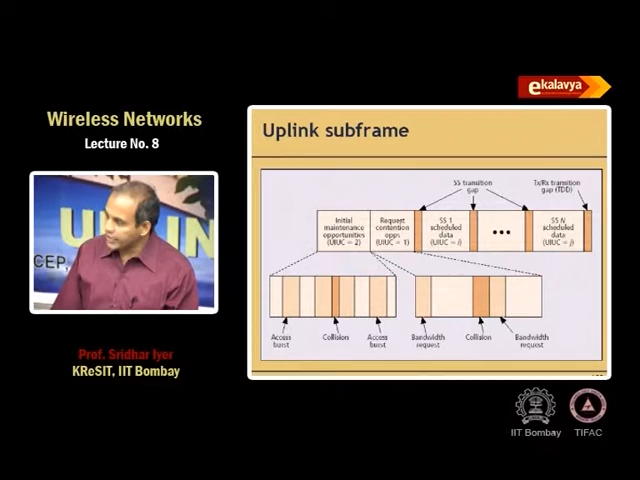 ekalavya
Wireless Networks
Lecture No. 8
Uplink subframe
SS transition
gap
Tx/Rx transition
gap (TDD)
Initial
maintenance
opportunities
(UIUC = 2)
Request
contention
opps
(UIUC = 1)
SS 1
scheduled
data
(UIUC = i)
•••
SS N
scheduled
data
(UIUC = j)
Access
burst
Collision
Access
burst
Bandwidth
request
Collision
Bandwidth
request
CEP,
Prof. Sridhar Iyer
KReSIT, IIT Bombay
IIT Bombay
TIFAC